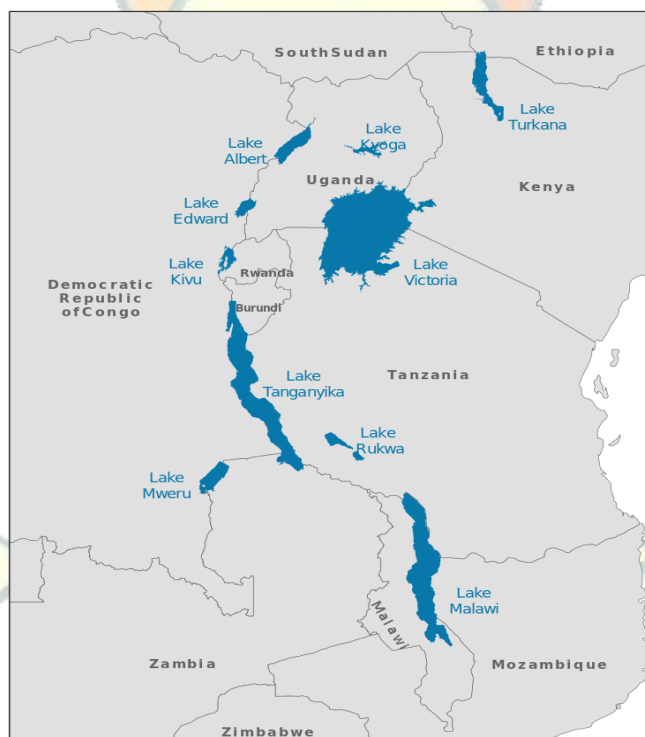 SouthSudan
Ethiopia
Lake
Turkana
Lake
Albert
Lake
Kyoga
Uganda
Kenya
Lake
Edward
Lake
Kivu
Rwanda
Lake
Victoria
Democratic
Republic
ofCongo
Burundi
Lake
Tanganyika
Tanzania
Lake
Rukwa
Lake
Mweru
Lake
Malawi
Malawi
Zambia
Mozambique
Zimbabwe